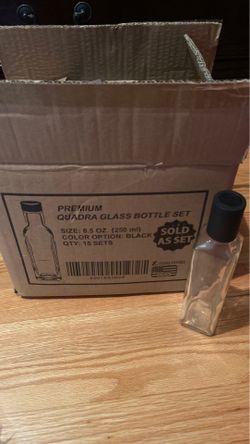 PREMIUM
QUADRA GLASS BOTTLE SET
SIZE: 8.5 OZ. (250 ml)
COLOR OPTION: BLACK
QTY: 15 SETS
SOLD
AS SET